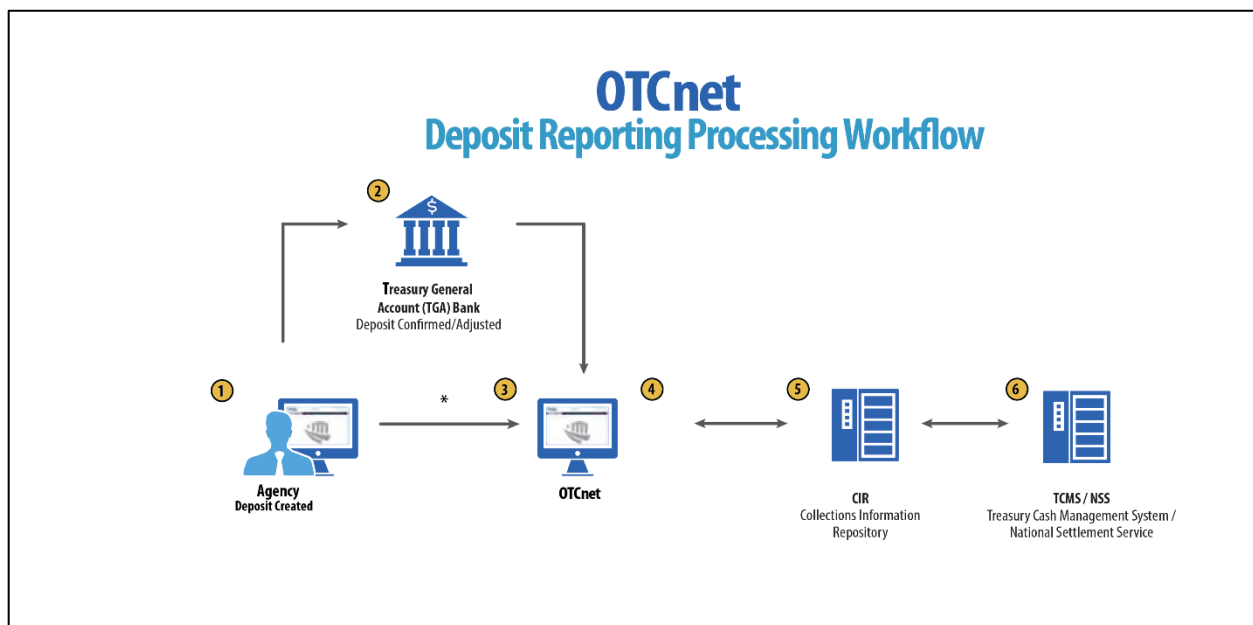 OTCnet
Deposit Reporting Processing Workflow
2
$
Treasury General
Account (TGA) Bank
Deposit Confirmed/Adjusted
1
*
3
4
5
6
Agency
Deposit Created
OTCnet
CIR
Collections Information
Repository
TCMS / NSS
Treasury Cash Management System /
National Settlement Service